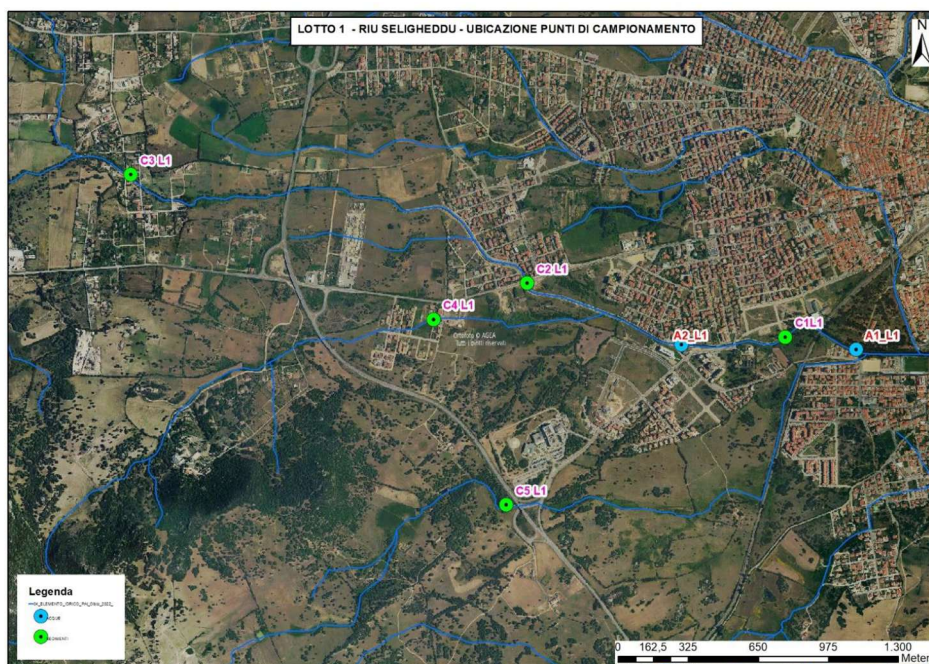 LOTTO 1 - RIU SELIGHEDDU - UBICAZIONE PUNTI DI CAMPIONAMENTO
N
C3 L1
C2 L1
C4 L1
C1L1
A2_L1
A1_L1
C5 L1
Legenda
0 162,5 325 650 975 1.300
Meter